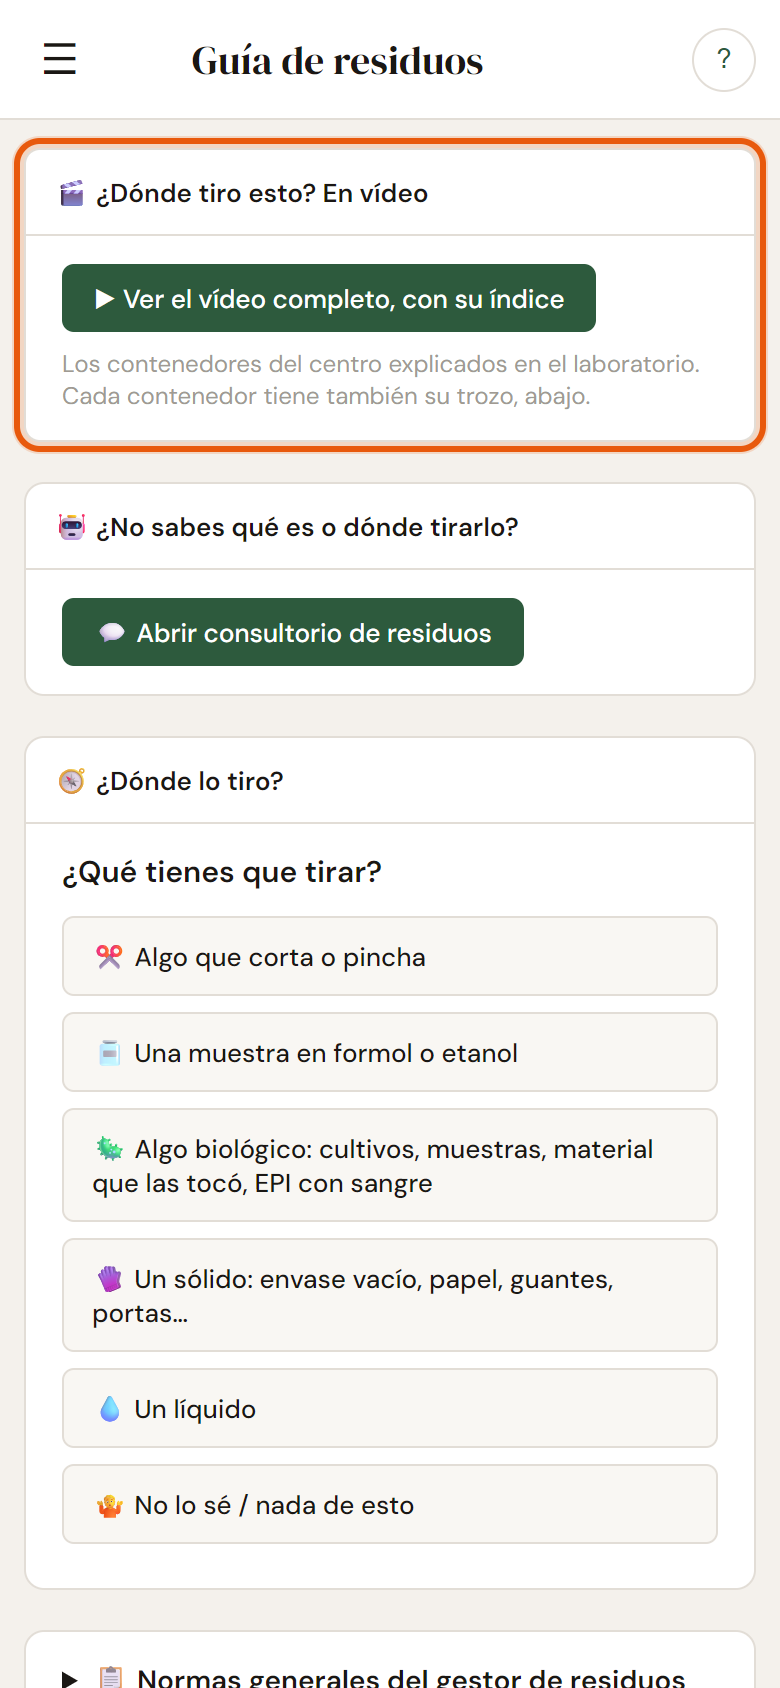 Guía de residuos
?
¿Dónde tiro esto? En vídeo
Ver el vídeo completo, con su índice
Los contenedores del centro explicados en el laboratorio.
Cada contenedor tiene también su trozo, abajo.
¿No sabes qué es o dónde tirarlo?
Abrir consultorio de residuos
¿Dónde lo tiro?
¿Qué tienes que tirar?
Algo que corta o pincha
Una muestra en formol o etanol
Algo biológico: cultivos, muestras, material
que las tocó, EPI con sangre
Un sólido: envase vacío, papel, guantes,
portas...
Un líquido
No lo sé / nada de esto
Normas generales del gestor de residuos